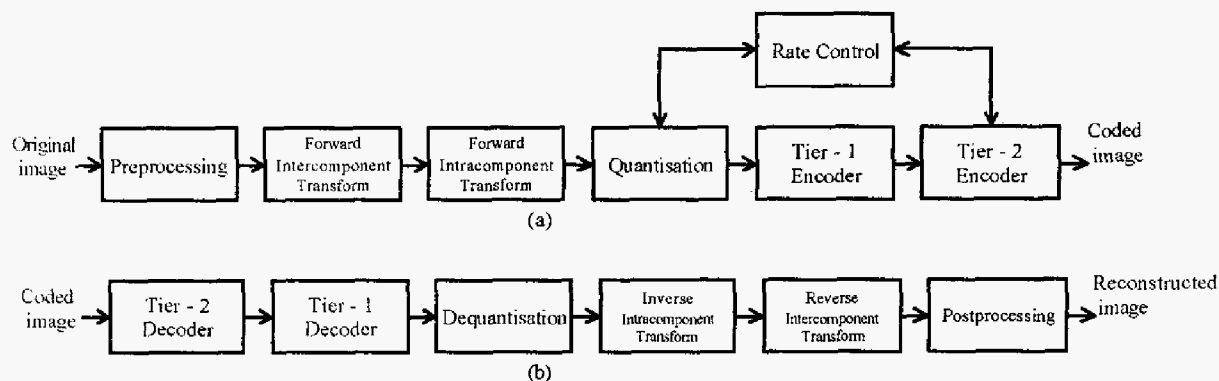 Rate Control
Original
image
Preprocessing
Forward
Intercomponent
Transform
Forward
Intracomponent
Transform
Quantisation
Tier - 1
Encoder
Tier - 2
Encoder
Coded
image
(a)
Coded
image
Tier - 2
Decoder
Tier - 1
Decoder
Dequantisation
Inverse
Intracomponent
Transform
Reverse
Intercomponent
Transform
Postprocessing
Reconstructed
image
(b)